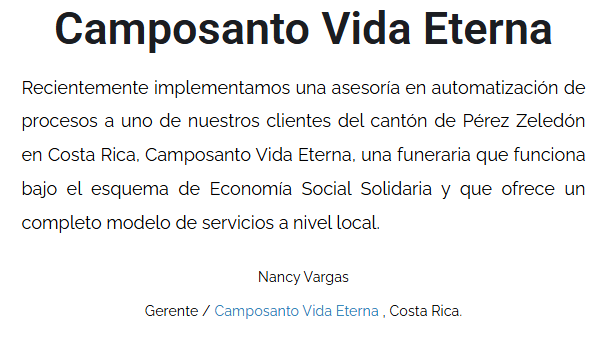 Camposanto Vida Eterna
Recientemente implementamos una asesoría en automatización de
procesos a uno de nuestros clientes del cantón de Pérez Zeledón
en Costa Rica, Camposanto Vida Eterna, una funeraria que funciona
bajo el esquema de Economía Social Solidaria y que ofrece un
completo modelo de servicios a nivel local.
Nancy Vargas
Gerente / Camposanto Vida Eterna , Costa Rica.